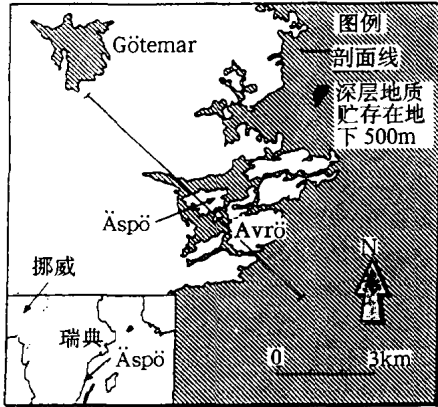 Götemar
图例
剖面线
深层地质
贮存在地
下 500m
Äspö
Avrö
N
挪威
瑞典
Äspö
0
3km